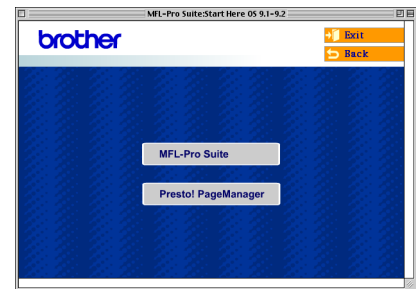 MFL-Pro Suite:Start Here OS 9.1-9.2
brother
Exit
Back
MFL-Pro Suite
Presto! PageManager